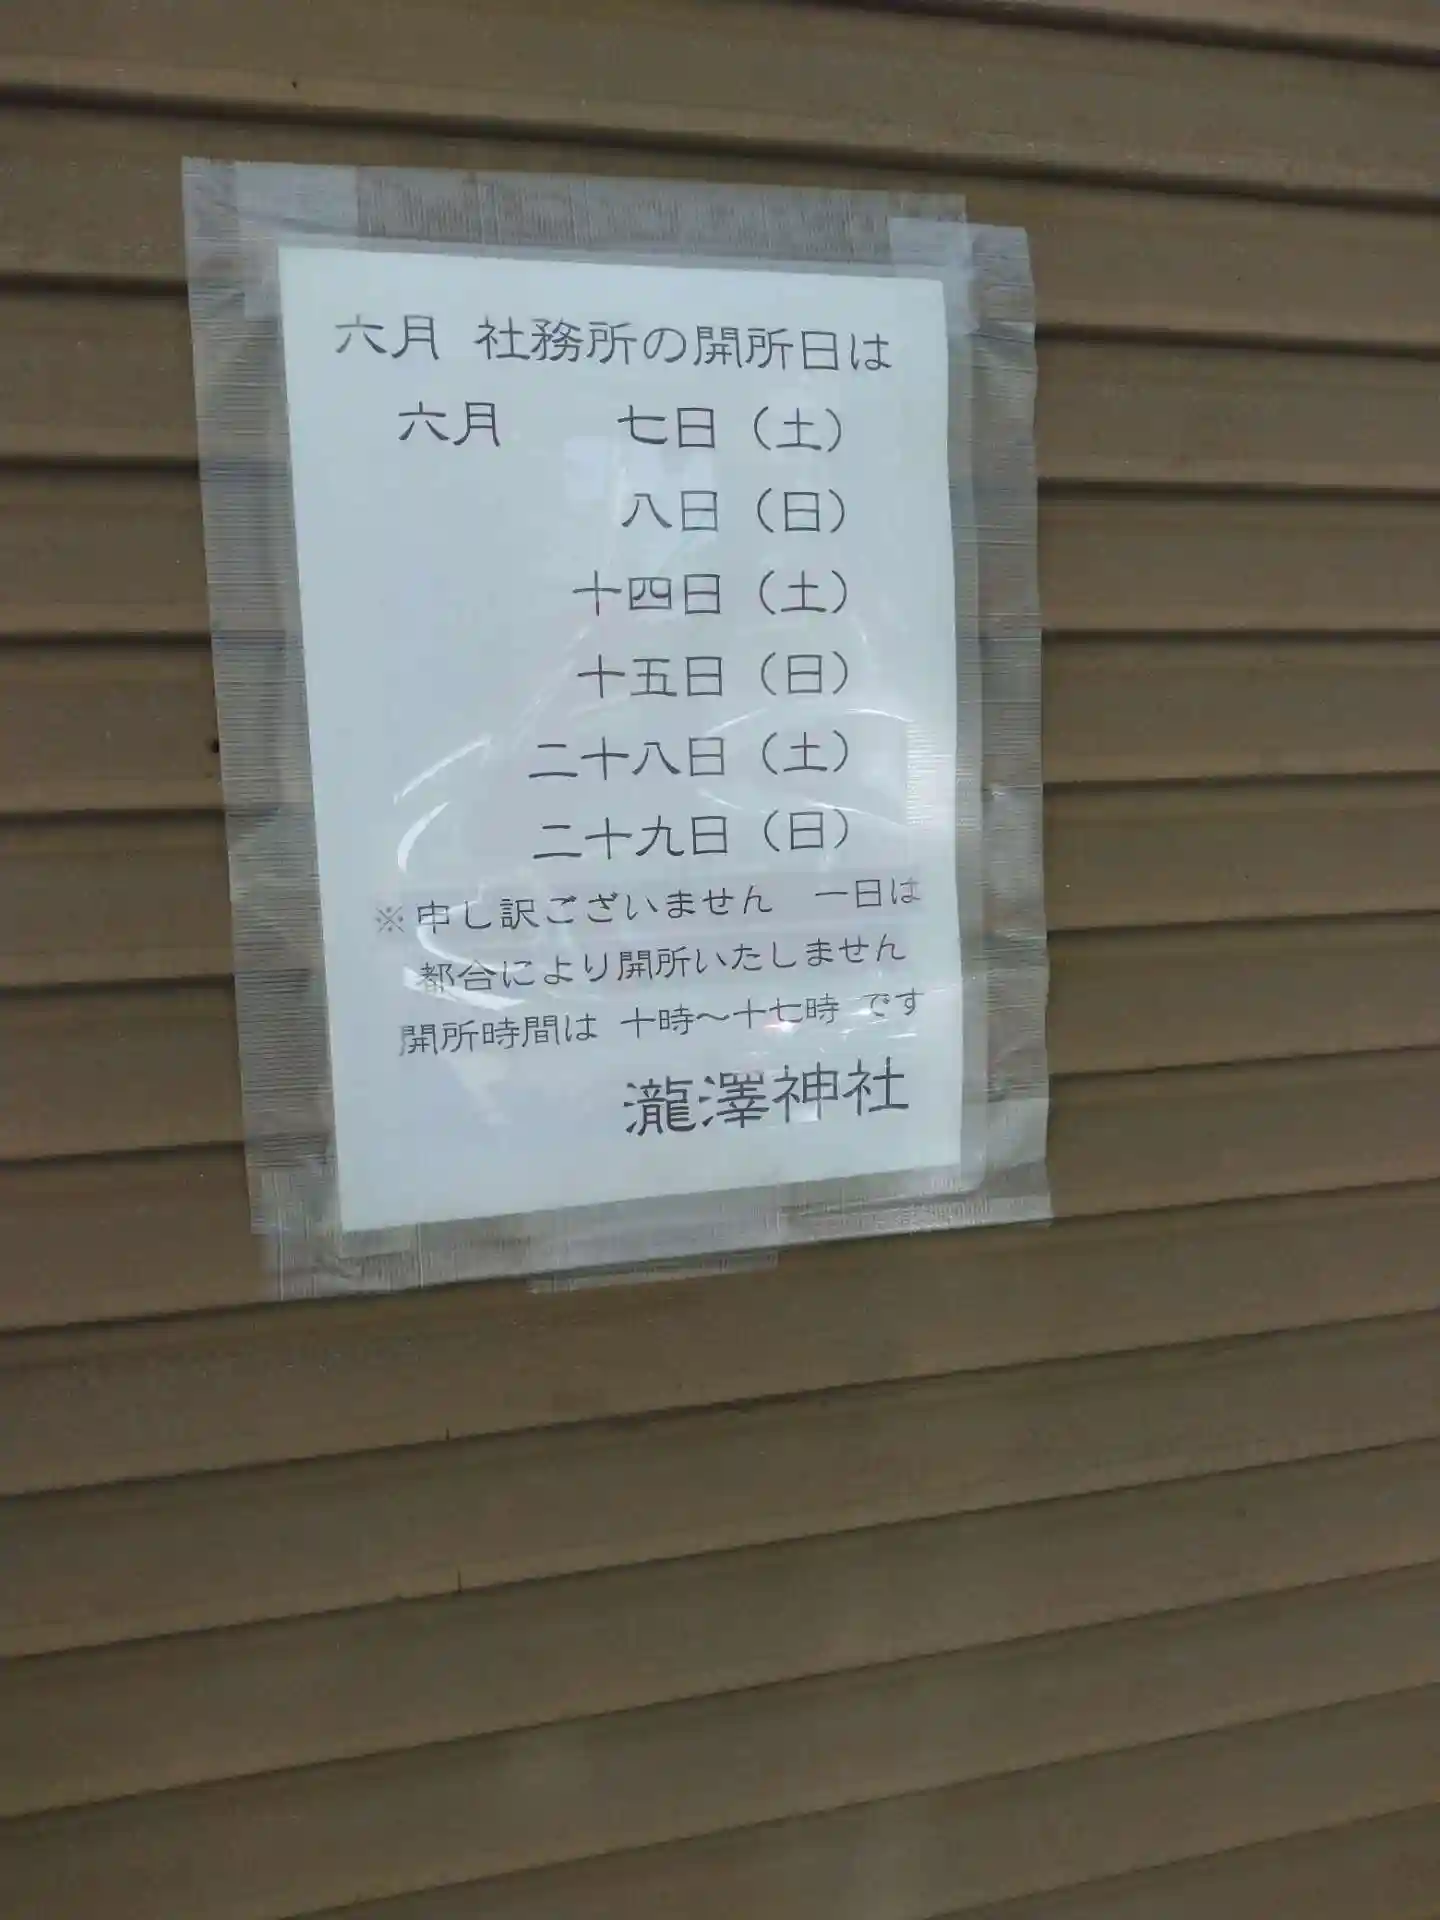 六月 社務所の開所日は
六月 七日（土）
八日（日）
十四日（土）
十五日（日）
二十八日（土）
二十九日（日）
※申し訳ございません 一日は
都合により開所いたしません
開所時間は 十時～十七時 です
瀧澤神社